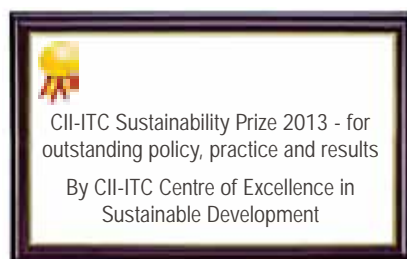 CII-ITC Sustainability Prize 2013 - for
outstanding policy, practice and results
By CII-ITC Centre of Excellence in
Sustainable Development